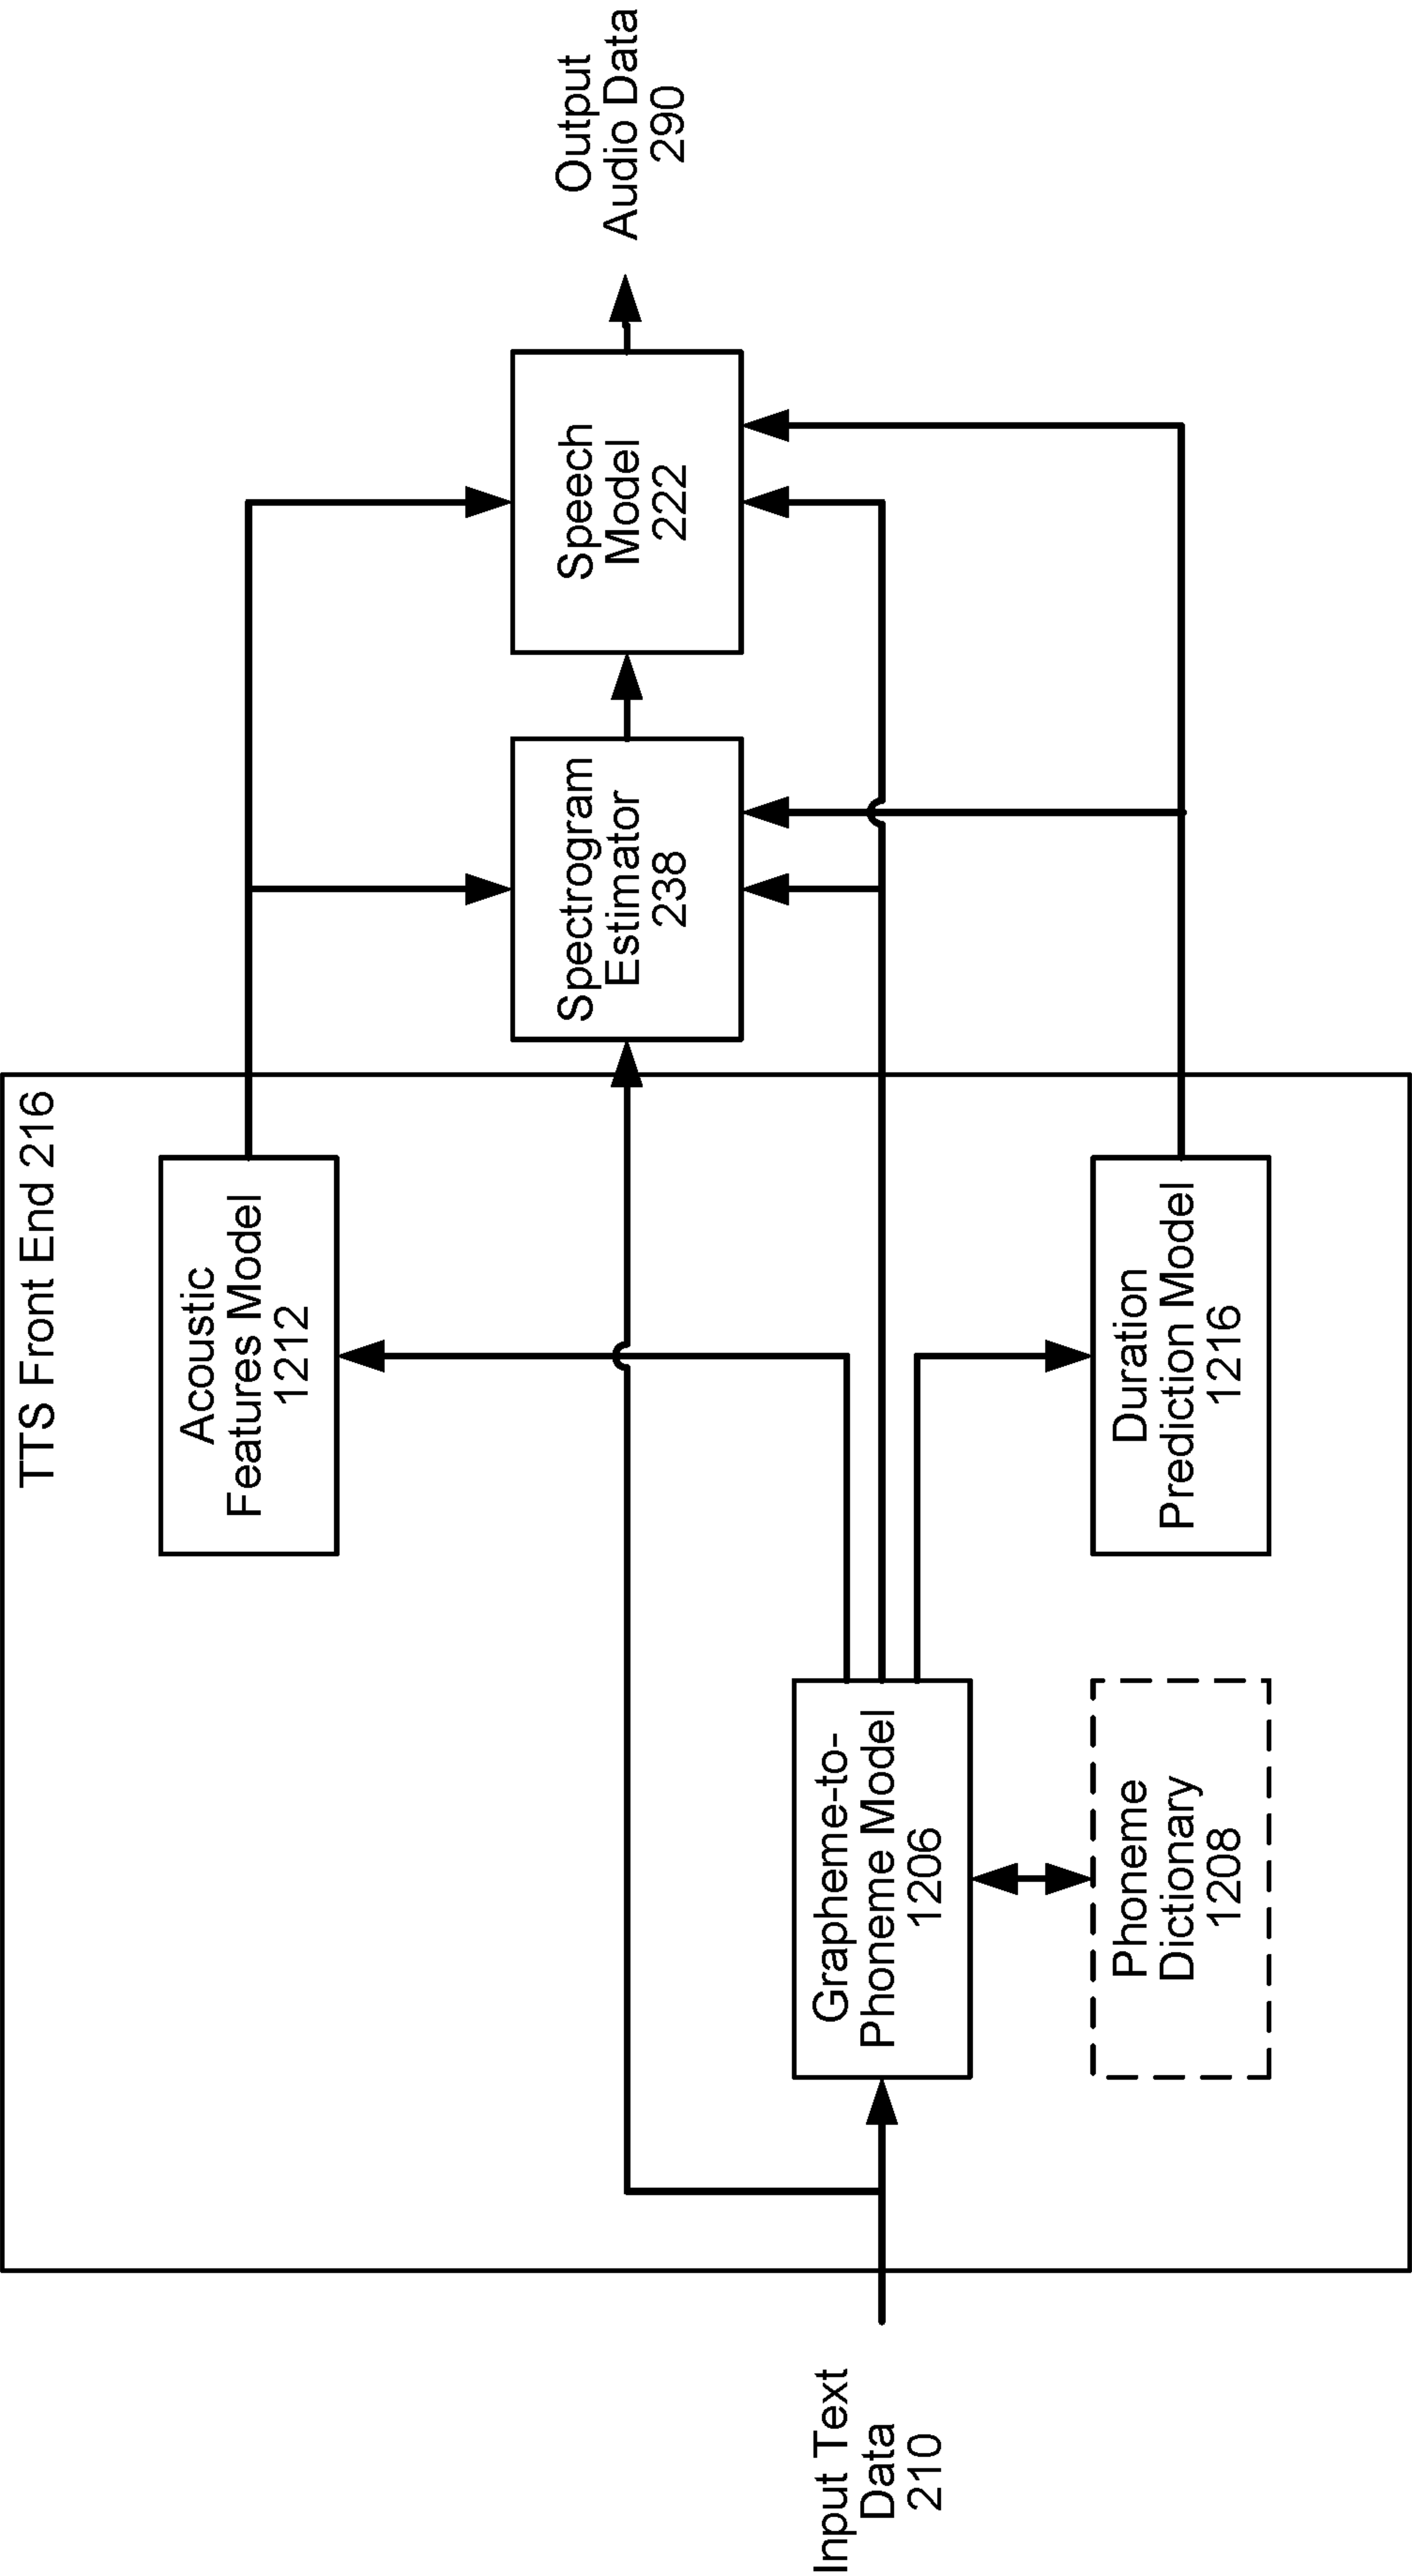 TTS Front End 216
Acoustic
Features Model
1212
Output
Audio Data
290
Spectrogram
Estimator
238
Speech
Model
222
Input Text
Data
210
Grapheme-to-
Phoneme Model
1206
Phoneme
Dictionary
1208
Duration
Prediction Model
1216